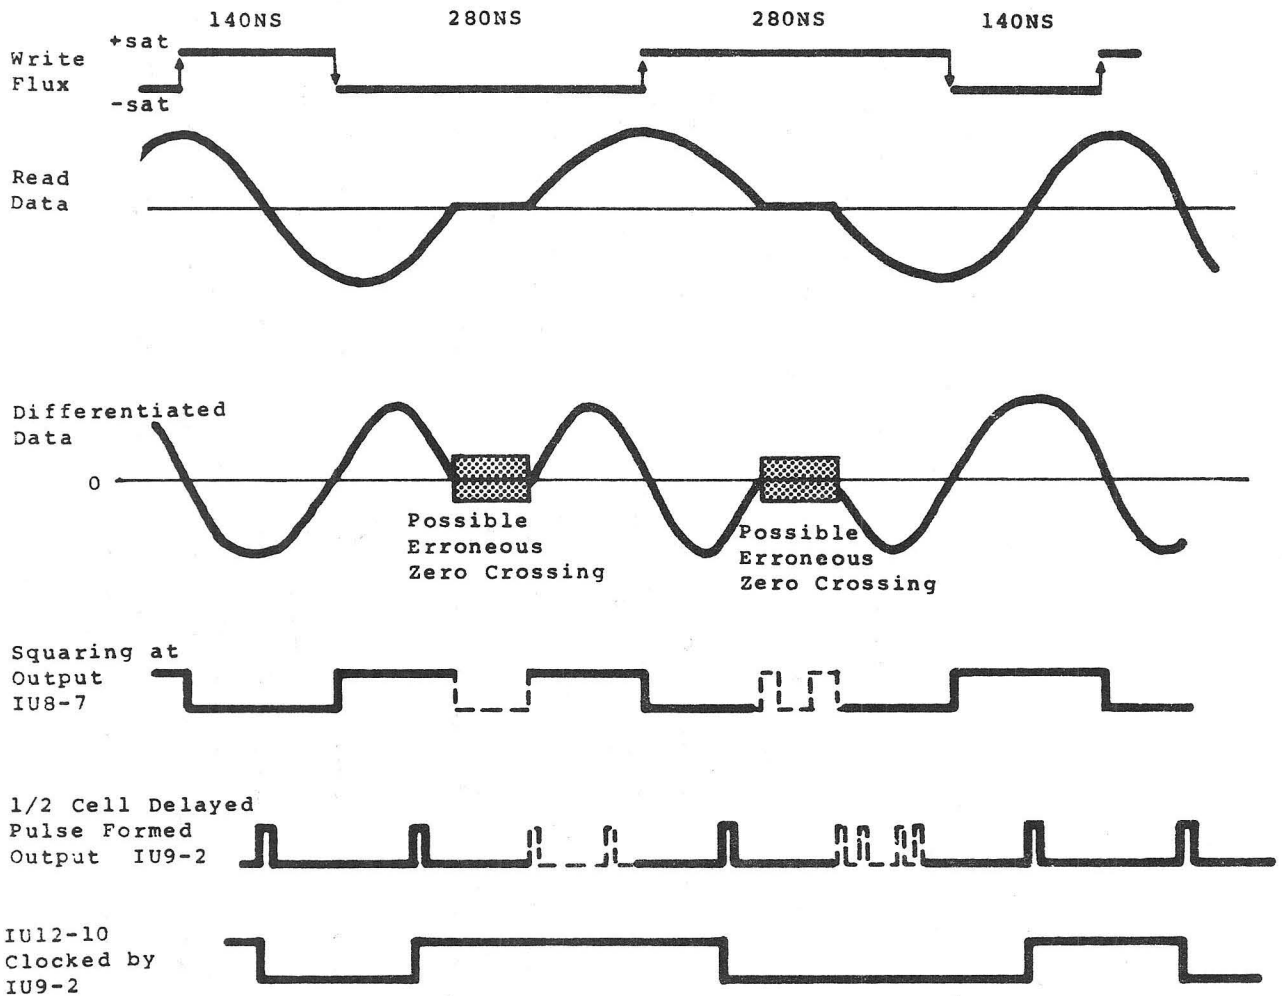 140NS 280NS 280NS 140NS
+sat
Write
Flux
-sat
Read
Data
Differentiated
Data
0
Possible
Erroneous
Zero Crossing
Possible
Erroneous
Zero Crossing
Squaring at
Output
IU8-7
1/2 Cell Delayed
Pulse Formed
Output IU9-2
IU12-10
Clocked by
IU9-2